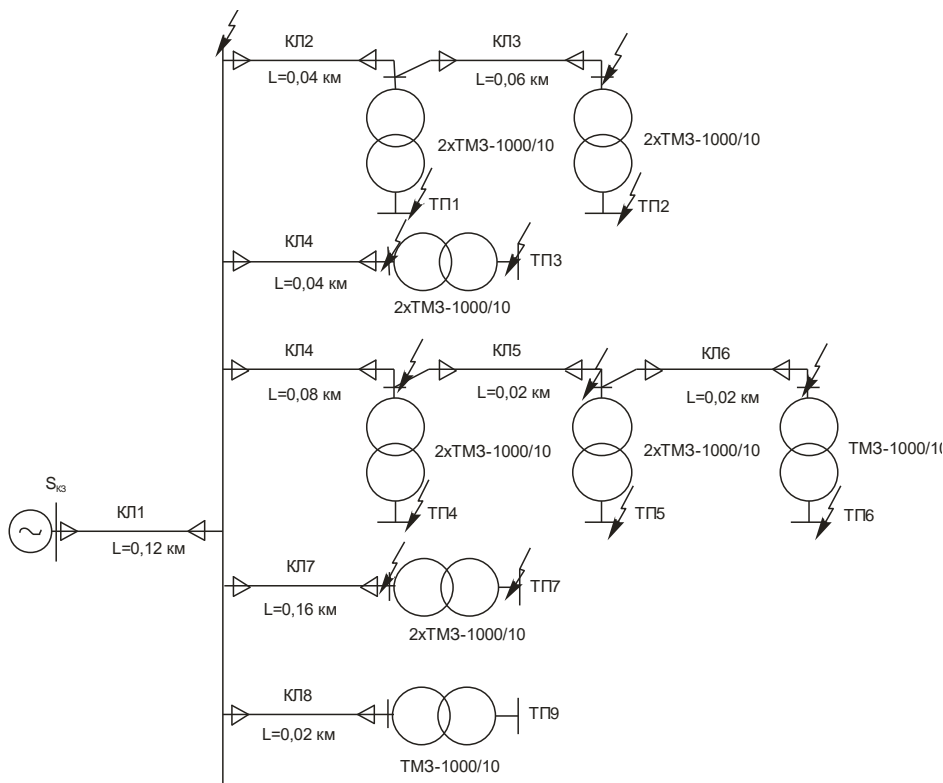 КЛ2
L=0,04 км
КЛ3
L=0,06 км
2хТМЗ-1000/10
2хТМЗ-1000/10
ТП1
ТП2
КЛ4
L=0,04 км
ТП3
2хТМЗ-1000/10
КЛ4
L=0,08 км
КЛ5
L=0,02 км
КЛ6
L=0,02 км
2хТМЗ-1000/10
2хТМЗ-1000/10
ТМЗ-1000/10
ТП4
ТП5
ТП6
Sкз
КЛ1
L=0,12 км
КЛ7
L=0,16 км
ТП7
2хТМЗ-1000/10
КЛ8
L=0,02 км
ТП9
ТМЗ-1000/10